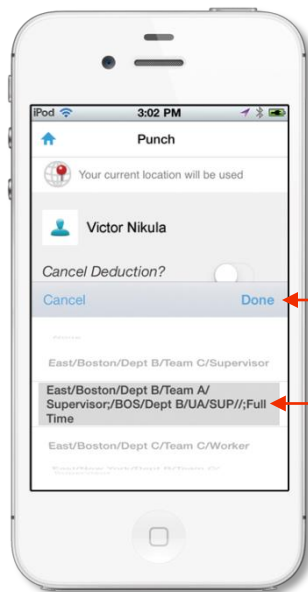 iPod 3:02 PM
Punch
Your current location will be used
Victor Nikula
Cancel Deduction?
Cancel Done
East/Boston/Dept B/Team C/Supervisor
East/Boston/Dept B/Team A/
Supervisor;/BOS/Dept B/UA/SUP//;Full
Time
East/Boston/Dept C/Team C/Worker